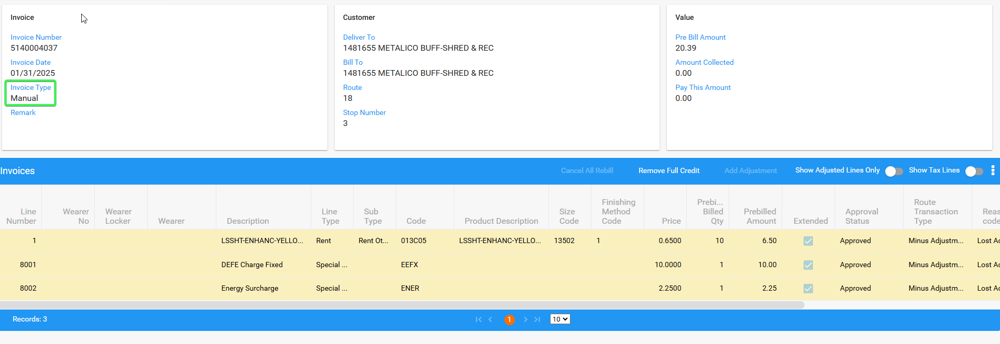 Invoice
Invoice Number
5140004037
Invoice Date
01/31/2025
Invoice Type
Manual
Remark
Customer
Deliver To
1481655 METALICO BUFF-SHRED & REC
Bill To
1481655 METALICO BUFF-SHRED & REC
Route
18
Stop Number
3
Value
Pre Bill Amount
20.39
Amount Collected
0.00
Pay This Amount
0.00
Invoices Cancel All Rebill Remove Full Credit Add Adjustment Show Adjusted Lines Only Show Tax Lines
Line Number Wearer No Wearer Locker Wearer Description Line Type Sub Type Code Product Description Size Code Finishing Method Code Price Prebi... Billed Qty Prebilled Amount Extended Approval Status Route Transaction Type Reas code
1 LSSHT-ENHANC-YELLO... Rent Rent Ot... 013C05 LSSHT-ENHANC-YELLO... 13502 1 0.6500 10 6.50 Approved Minus Adjustm... Lost Ad
8001 DEFE Charge Fixed Special ... EEFX 10.0000 1 10.00 Approved Minus Adjustm... Lost Ad
8002 Energy Surcharge Special ... ENER 2.2500 1 2.25 Approved Minus Adjustm... Lost Ad
Records: 3 1 10